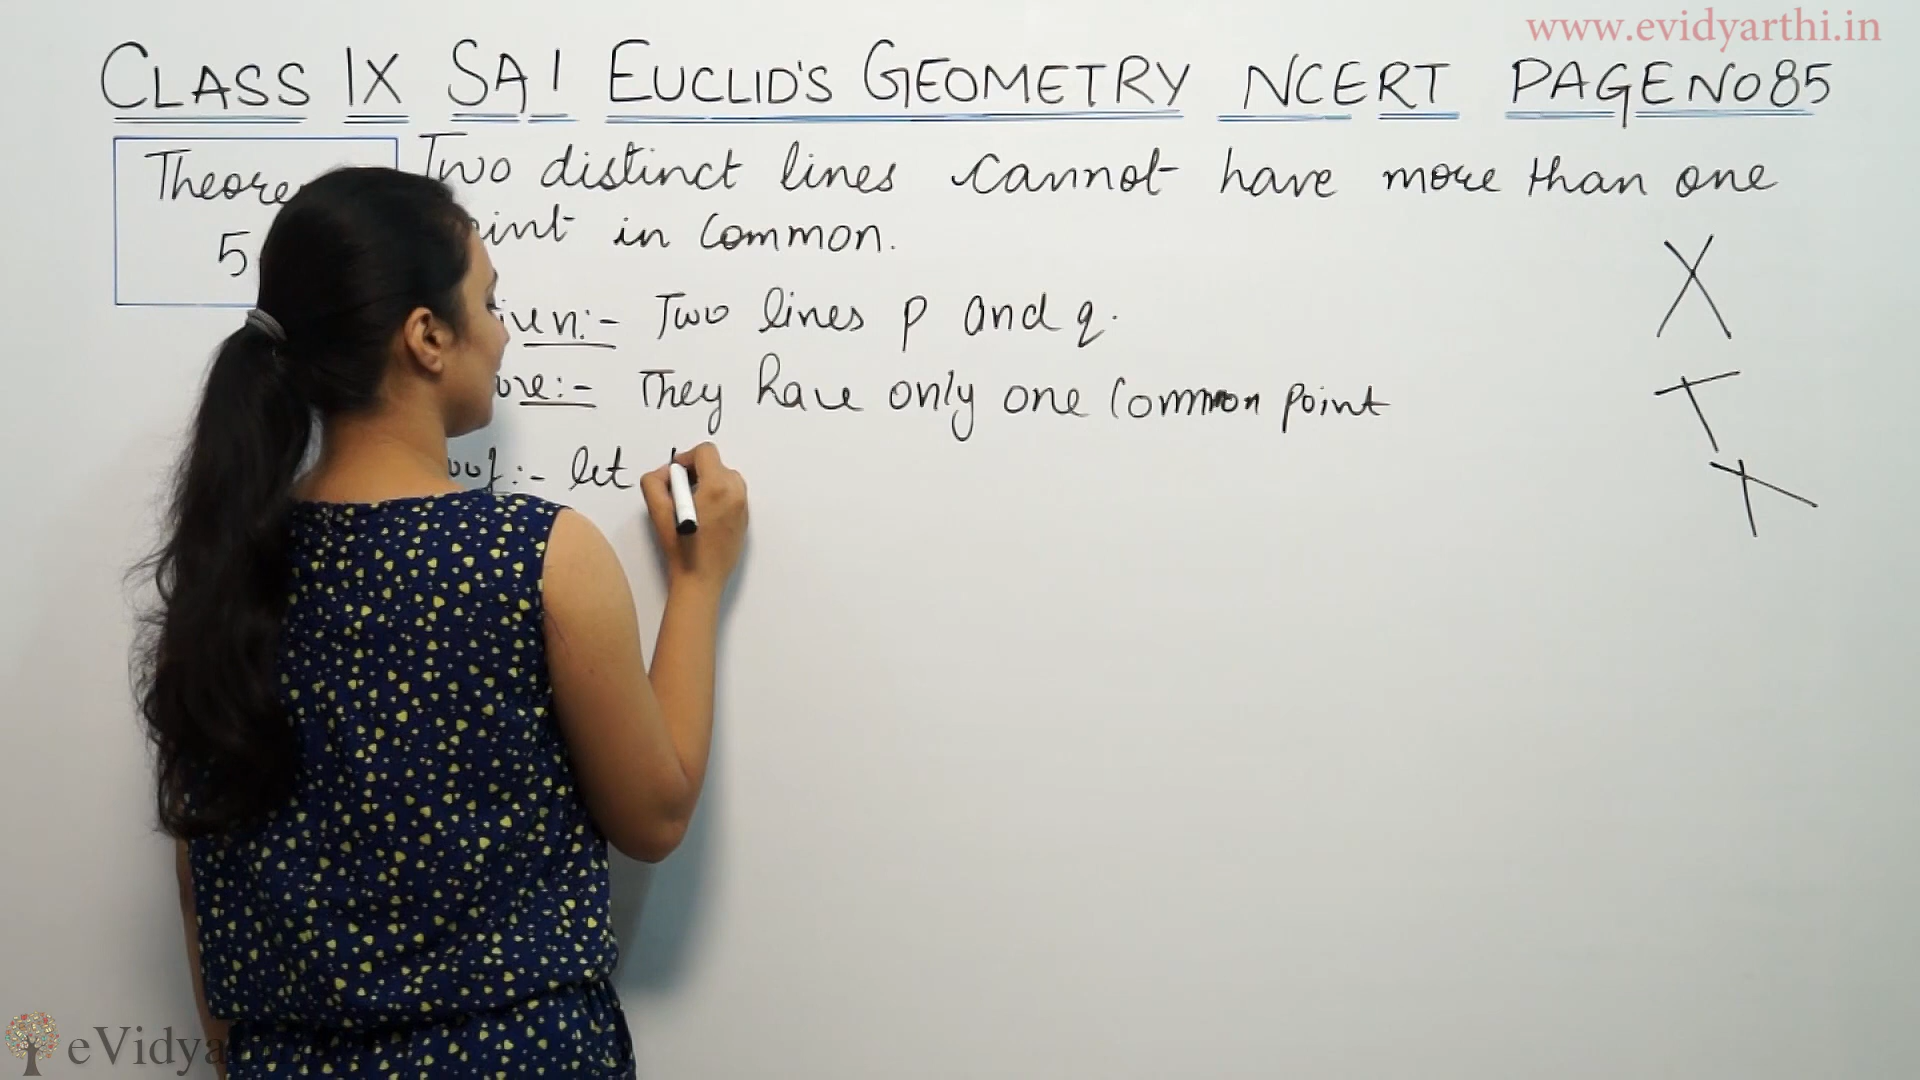 www.evidyarthi.in
CLASS IX SA1 EUCLID'S GEOMETRY NCERT PAGE NO 85
Two distinct lines cannot have more than one
5 in common.
Two lines p and q.
They have only one common point
let